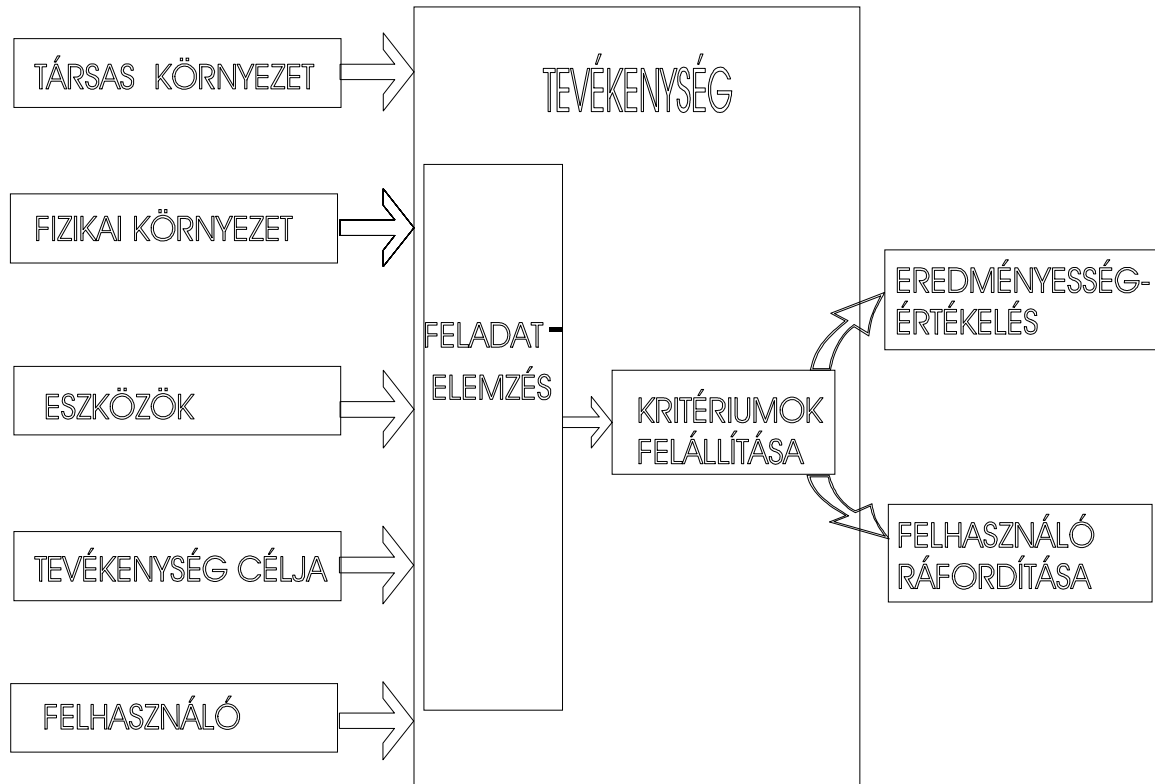 TÁRSAS KÖRNYEZET
FIZIKAI KÖRNYEZET
ESZKÖZÖK
TEVÉKENYSÉG CÉLJA
FELHASZNÁLÓ
TEVÉKENYSÉG
FELADAT -
ELEMZÉS
KRITÉRIUMOK
FELÁLLÍTÁSA
EREDMÉNYESSÉG-
ÉRTÉKELÉS
FELHASZNÁLÓ
RÁFORDÍTÁSA